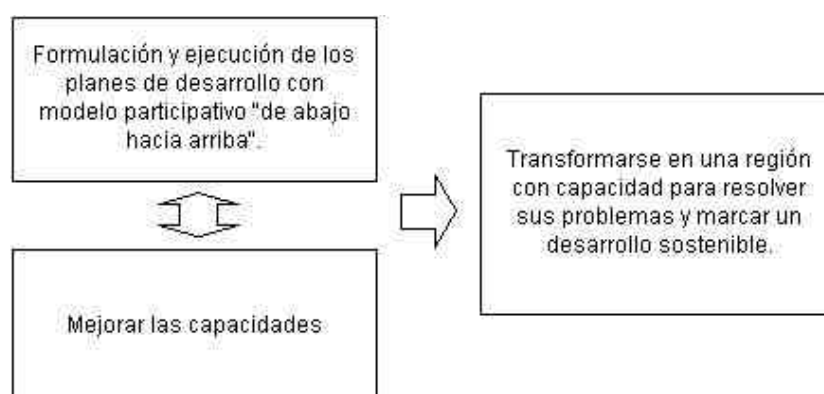 Formulación y ejecución de los
planes de desarrollo con
modelo participativo "de abajo
hacia arriba".
Mejorar las capacidades
Transformarse en una región
con capacidad para resolver
sus problemas y marcar un
desarrollo sostenible.